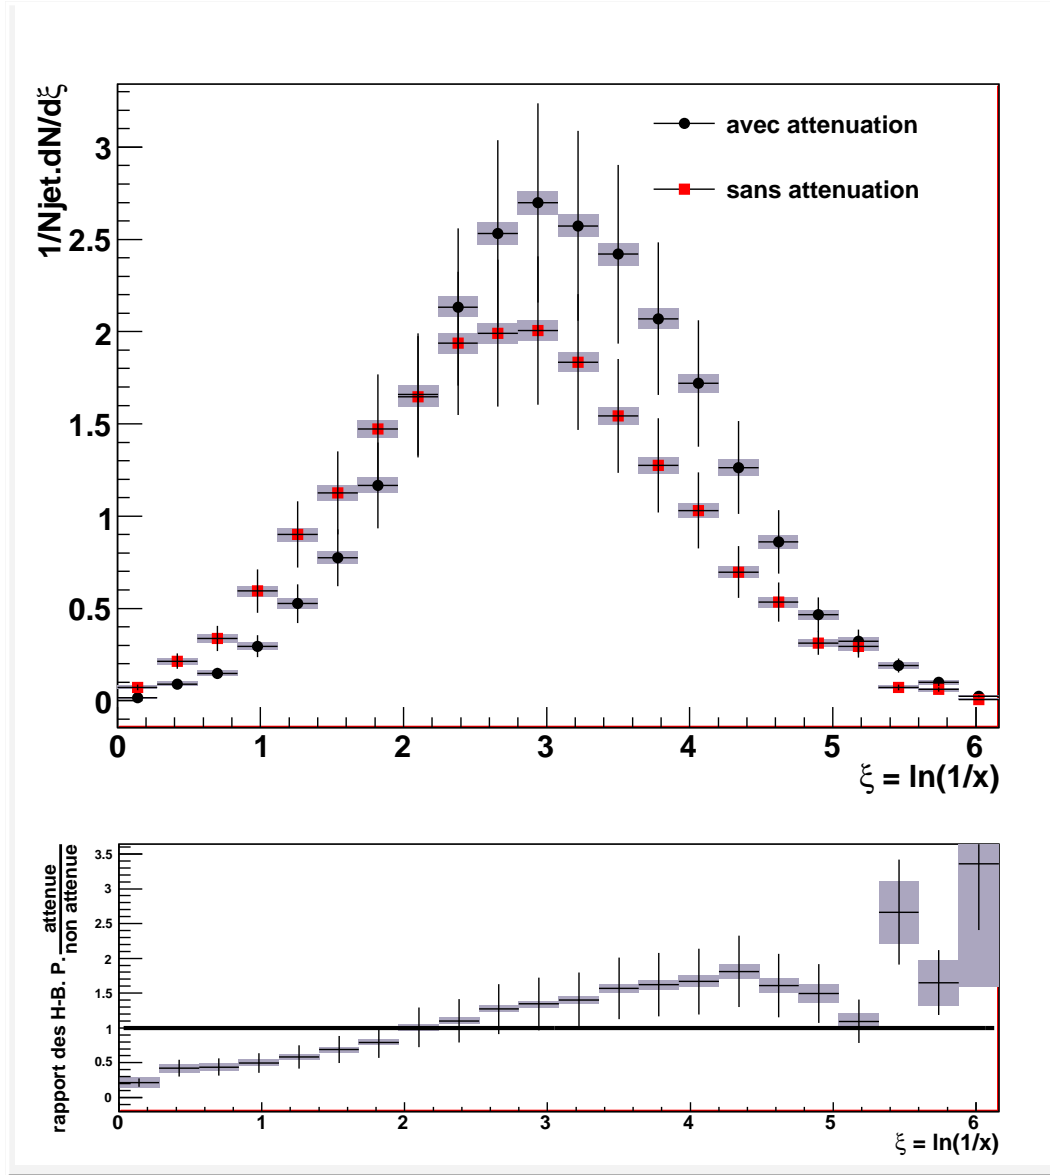 1/Njet.dN/dξ
avec attenuation
sans attenuation
3
2.5
2
1.5
1
0.5
0
0 1 2 3 4 5 6
ξ = ln(1/x)
rapport des H-B. P. attenue
non attenue
3.5
3
2.5
2
1.5
1
0.5
0
0 1 2 3 4 5 6
ξ = ln(1/x)